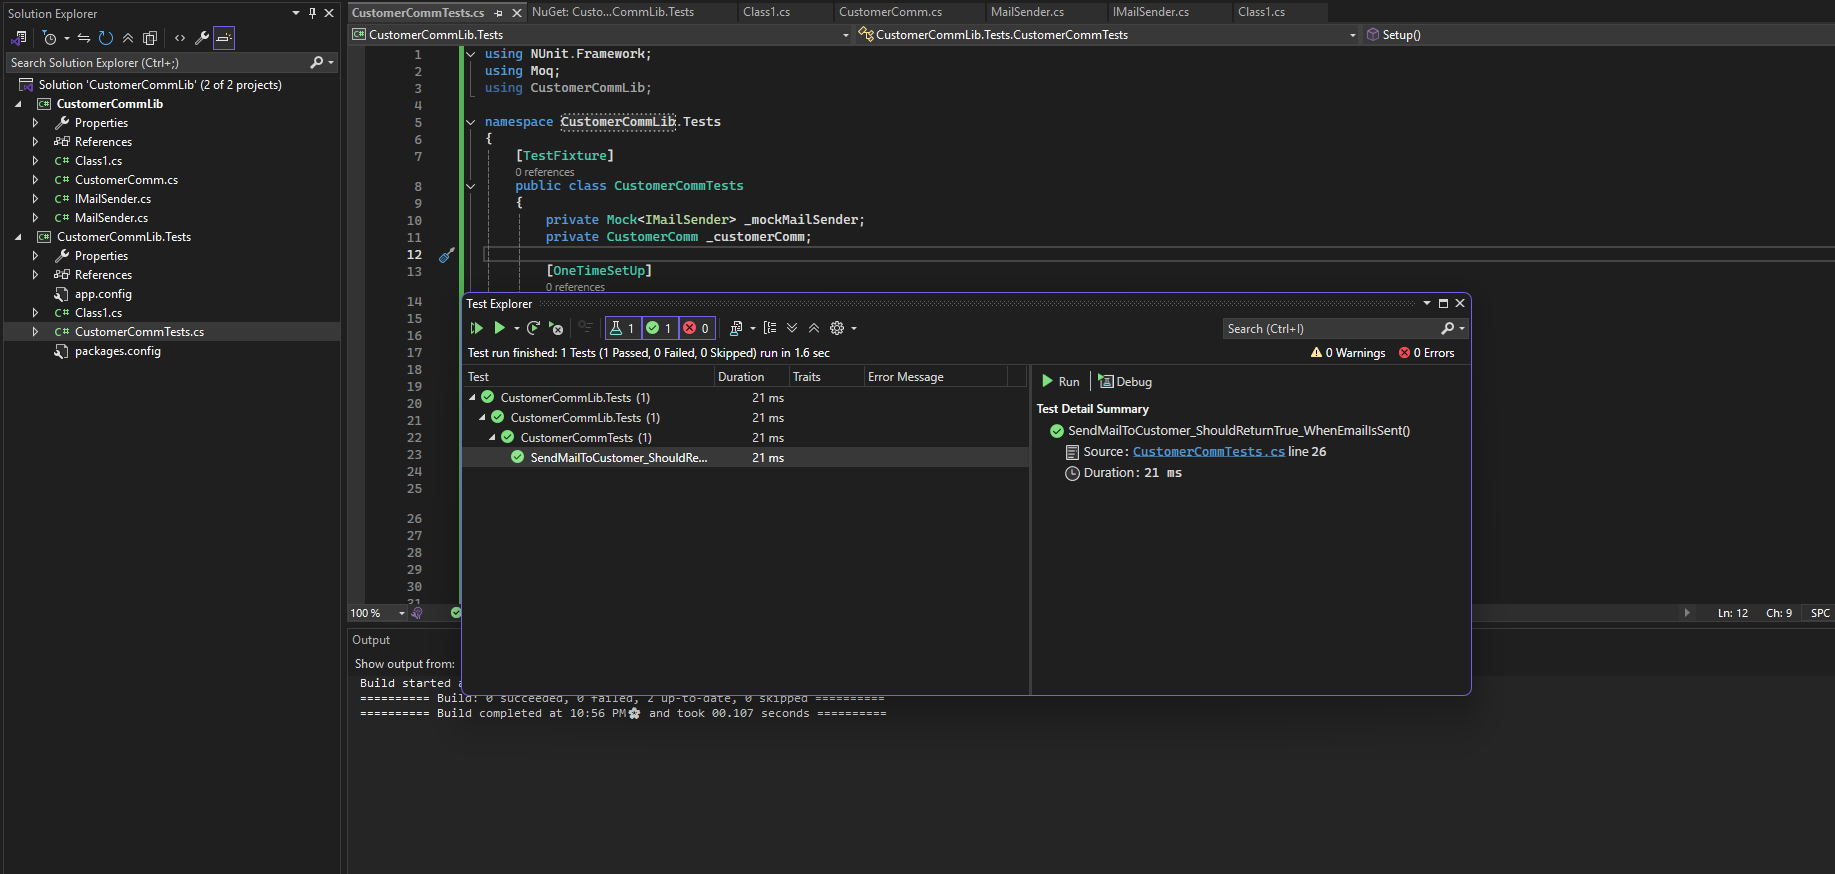 Solution Explorer
Search Solution Explorer (Ctrl+;)
Solution 'CustomerCommLib' (2 of 2 projects)
CustomerCommLib
Properties
References
Class1.cs
CustomerComm.cs
IMailSender.cs
MailSender.cs
CustomerCommLib.Tests
Properties
References
app.config
Class1.cs
CustomerCommTests.cs
packages.config
CustomerCommTests.cs
NuGet: Custo...CommLib.Tests
Class1.cs
CustomerComm.cs
MailSender.cs
IMailSender.cs
Class1.cs
CustomerCommLib.Tests
CustomerCommLib.Tests.CustomerCommTests
Setup()
1 using NUnit.Framework;
2 using Moq;
3 using CustomerCommLib;
4
5 namespace CustomerCommLib.Tests
6 {
7 [TestFixture]
0 references
8 public class CustomerCommTests
9 {
10 private Mock<IMailSender> _mockMailSender;
11 private CustomerComm _customerComm;
12
13 [OneTimeSetUp]
0 references
14
15
16
17
18
19
20
21
22
23
24
25
26
27
28
29
30
31
Test Explorer
1 1 0
Search (Ctrl+I)
Test run finished: 1 Tests (1 Passed, 0 Failed, 0 Skipped) run in 1.6 sec
0 Warnings 0 Errors
Test Duration Traits Error Message
CustomerCommLib.Tests (1) 21 ms
CustomerCommLib.Tests (1) 21 ms
CustomerCommTests (1) 21 ms
SendMailToCustomer_ShouldRe... 21 ms
Run Debug
Test Detail Summary
SendMailToCustomer_ShouldReturnTrue_WhenEmailIsSent()
Source: CustomerCommTests.cs line 26
Duration: 21 ms
100 %
Ln: 12 Ch: 9 SPC
Output
Show output from:
Build started a
========== Build: 0 succeeded, 0 failed, 2 up-to-date, 0 skipped ==========
========== Build completed at 10:56 PM and took 00.107 seconds ==========